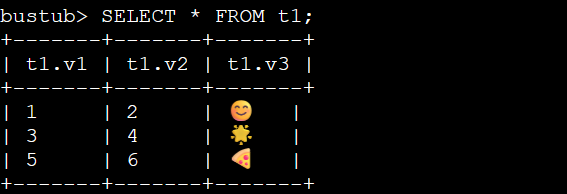 bustub> SELECT * FROM t1;
+-------+-------+-------+
| t1.v1 | t1.v2 | t1.v3 |
+-------+-------+-------+
| 1     | 2     | 😊    |
| 3     | 4     | 🌟    |
| 5     | 6     | 🍕    |
+-------+-------+-------+